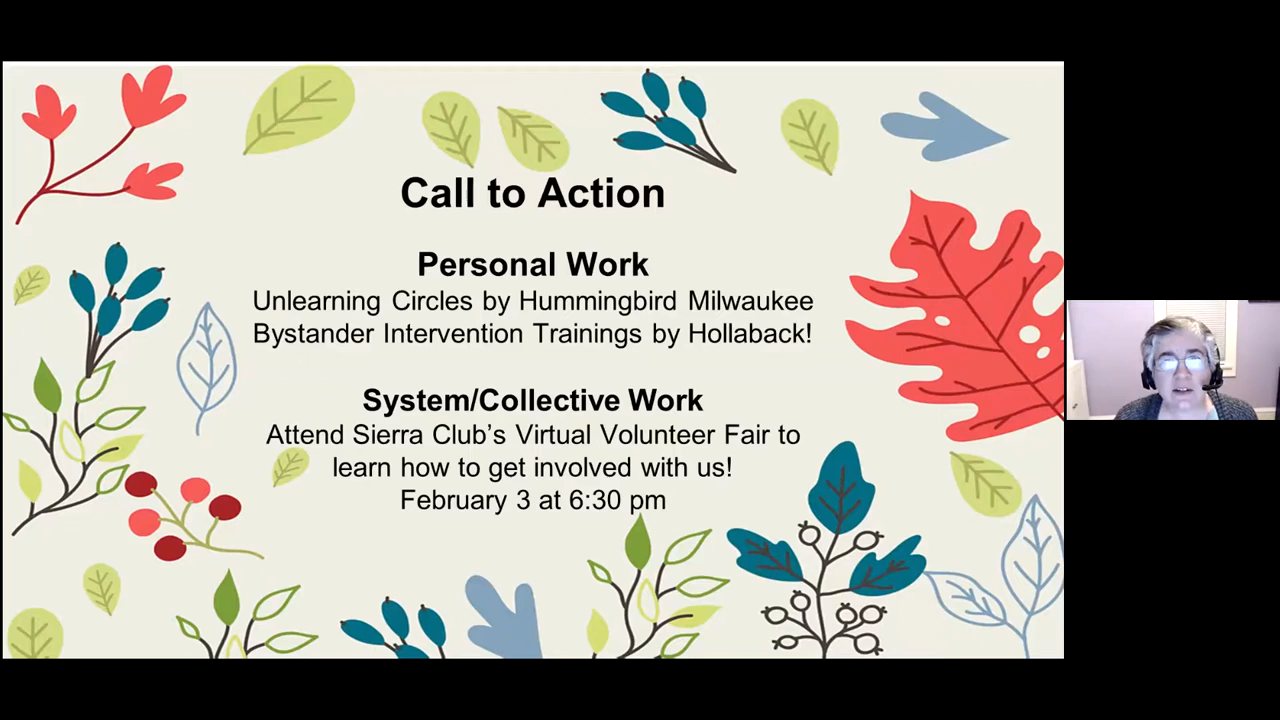 Call to Action
Personal Work
Unlearning Circles by Hummingbird Milwaukee
Bystander Intervention Trainings by Hollaback!
System/Collective Work
Attend Sierra Club's Virtual Volunteer Fair to
learn how to get involved with us!
February 3 at 6:30 pm